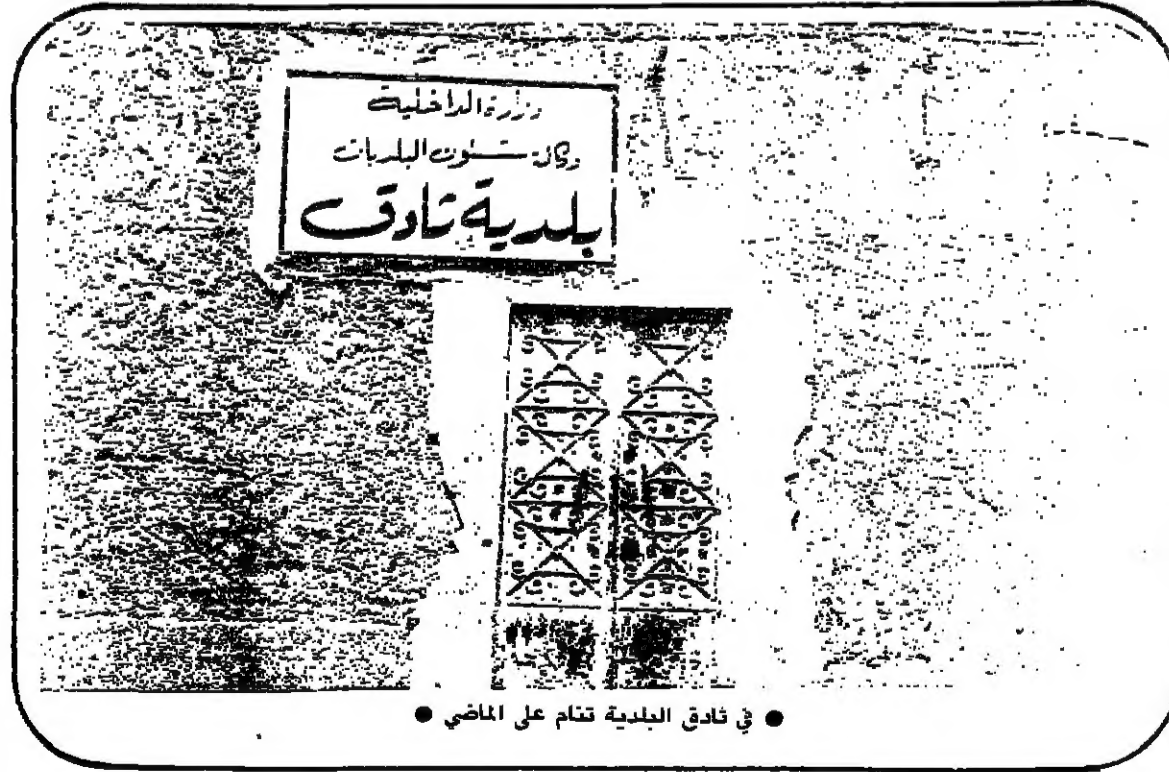 وزارة الداخلية
وكالة شئون البلديات
بلدية ثادق
● في ثادق البلدية تنام على الماضي ●